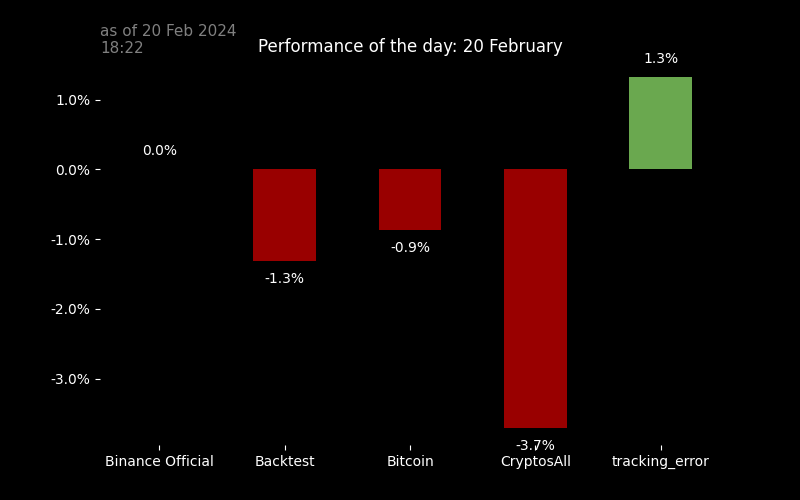 as of 20 Feb 2024
18:22
Performance of the day: 20 February
1.3%
1.0%
0.0%
0.0%
-1.0%
-0.9%
-1.3%
-2.0%
-3.0%
-3.7%
Binance Official
Backtest
Bitcoin
CryptosAll
tracking_error